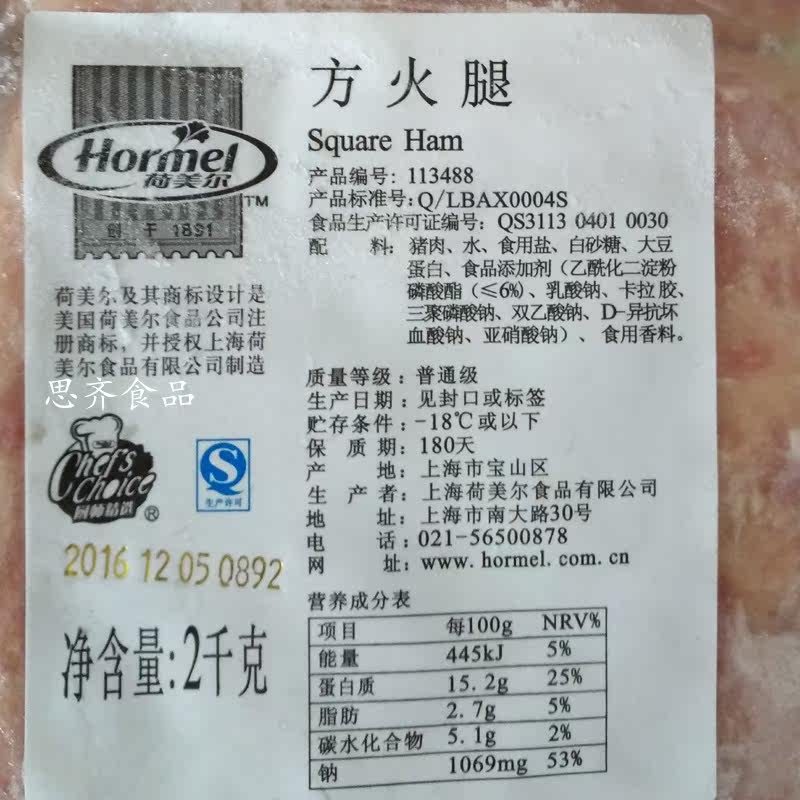 Hormel
荷美尔
TM
创于1891
荷美尔及其商标设计是
美国荷美尔食品公司注
册商标，并授权上海荷
美尔食品有限公司制造
思齐食品
Chef's
Choice
厨师精选
®
S
生产许可
2016 12 05 0892
净含量:2千克
方火腿
Square Ham
产品编号: 113488
产品标准号:Q/LBAX0004S
食品生产许可证编号: QS3113 0401 0030
配 料: 猪肉、水、食用盐、白砂糖、大豆
蛋白、食品添加剂（乙酰化二淀粉
磷酸酯（≤6%）、乳酸钠、卡拉胶、
三聚磷酸钠、双乙酸钠、D-异抗坏
血酸钠、亚硝酸钠）、食用香料。
质量等级: 普通级
生产日期: 见封口或标签
贮存条件: -18℃或以下
保 质 期: 180天
产 地: 上海市宝山区
生 产 者: 上海荷美尔食品有限公司
地 址: 上海市南大路30号
电 话: 021-56500878
网 址: www.hormel.com.cn
营养成分表
项目 每100g NRV%
能量 445kJ 5%
蛋白质 15.2g 25%
脂肪 2.7g 5%
碳水化合物 5.1g 2%
钠 1069mg 53%